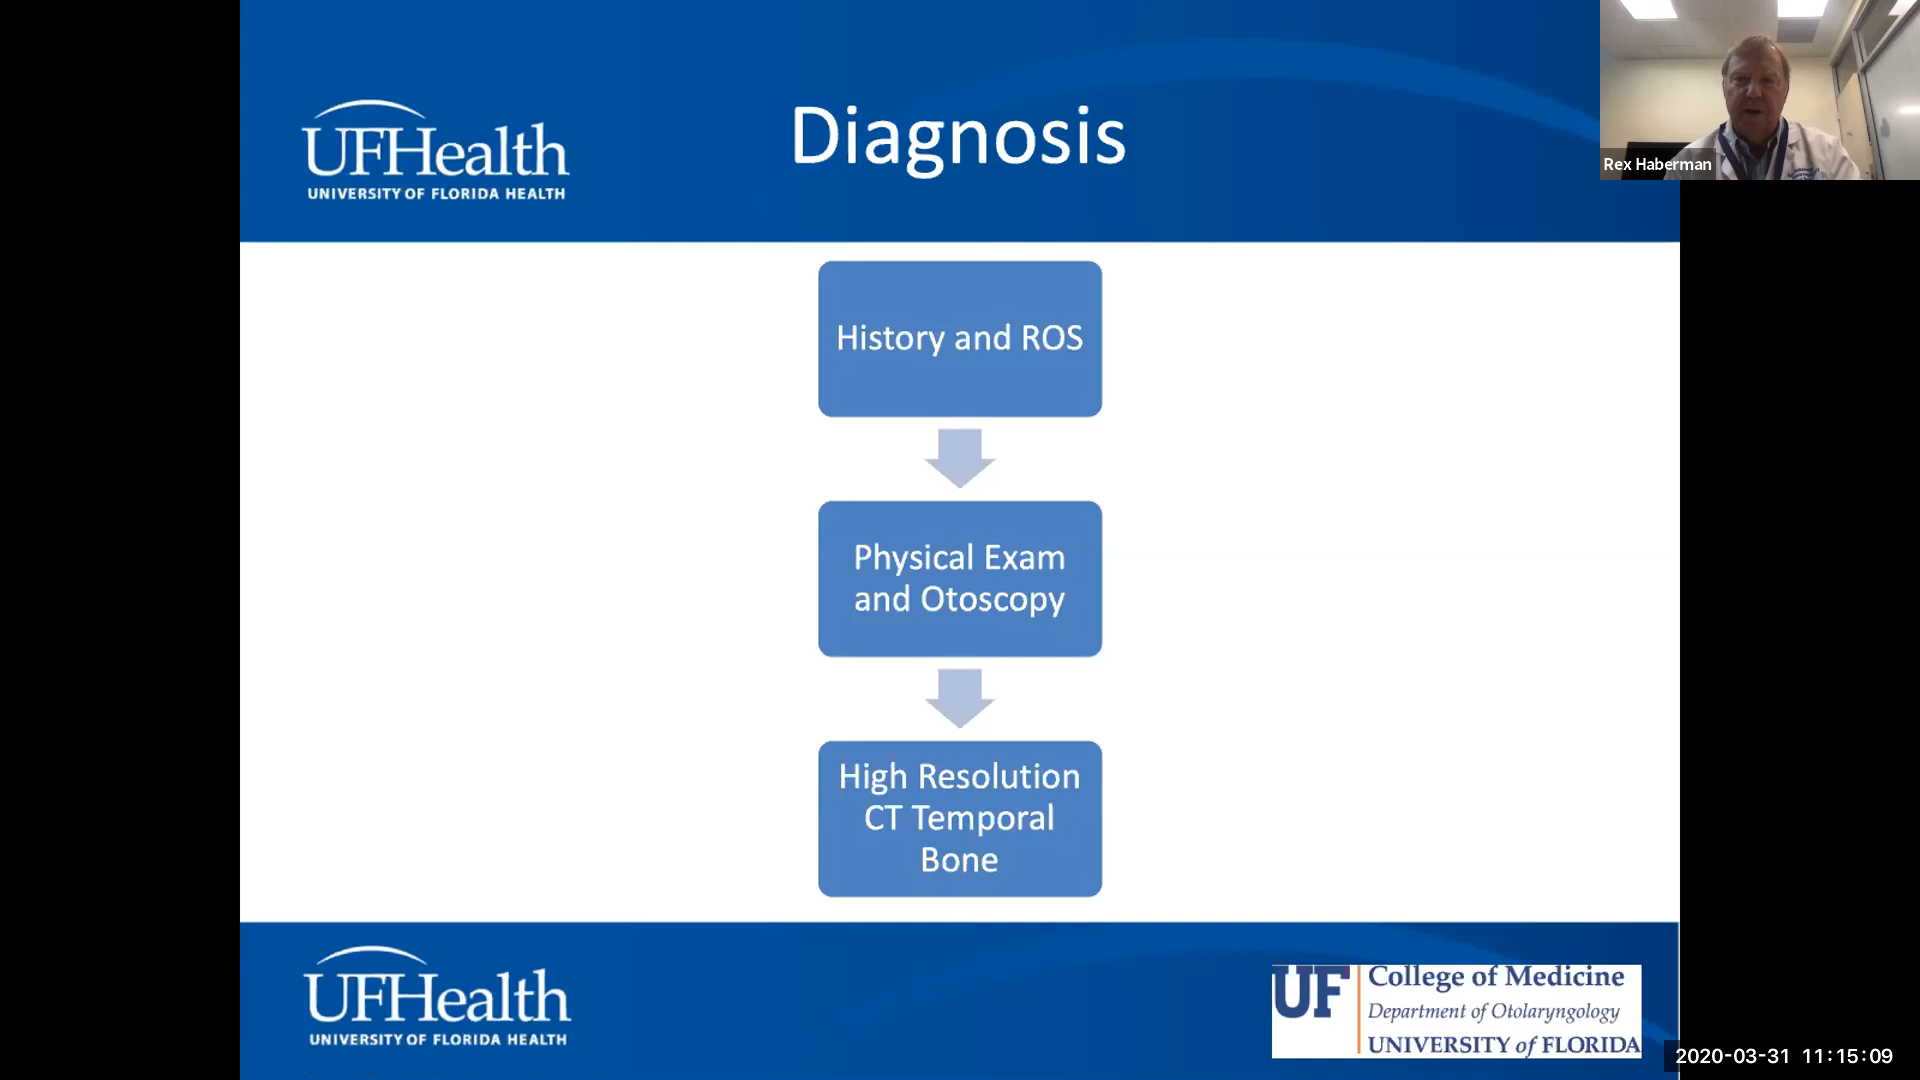 UFHealth
UNIVERSITY OF FLORIDA HEALTH
Diagnosis
Rex Haberman
History and ROS
Physical Exam
and Otoscopy
High Resolution
CT Temporal
Bone
UFHealth
UNIVERSITY OF FLORIDA HEALTH
UF
College of Medicine
Department of Otolaryngology
UNIVERSITY of FLORIDA
2020-03-31 11:15:09